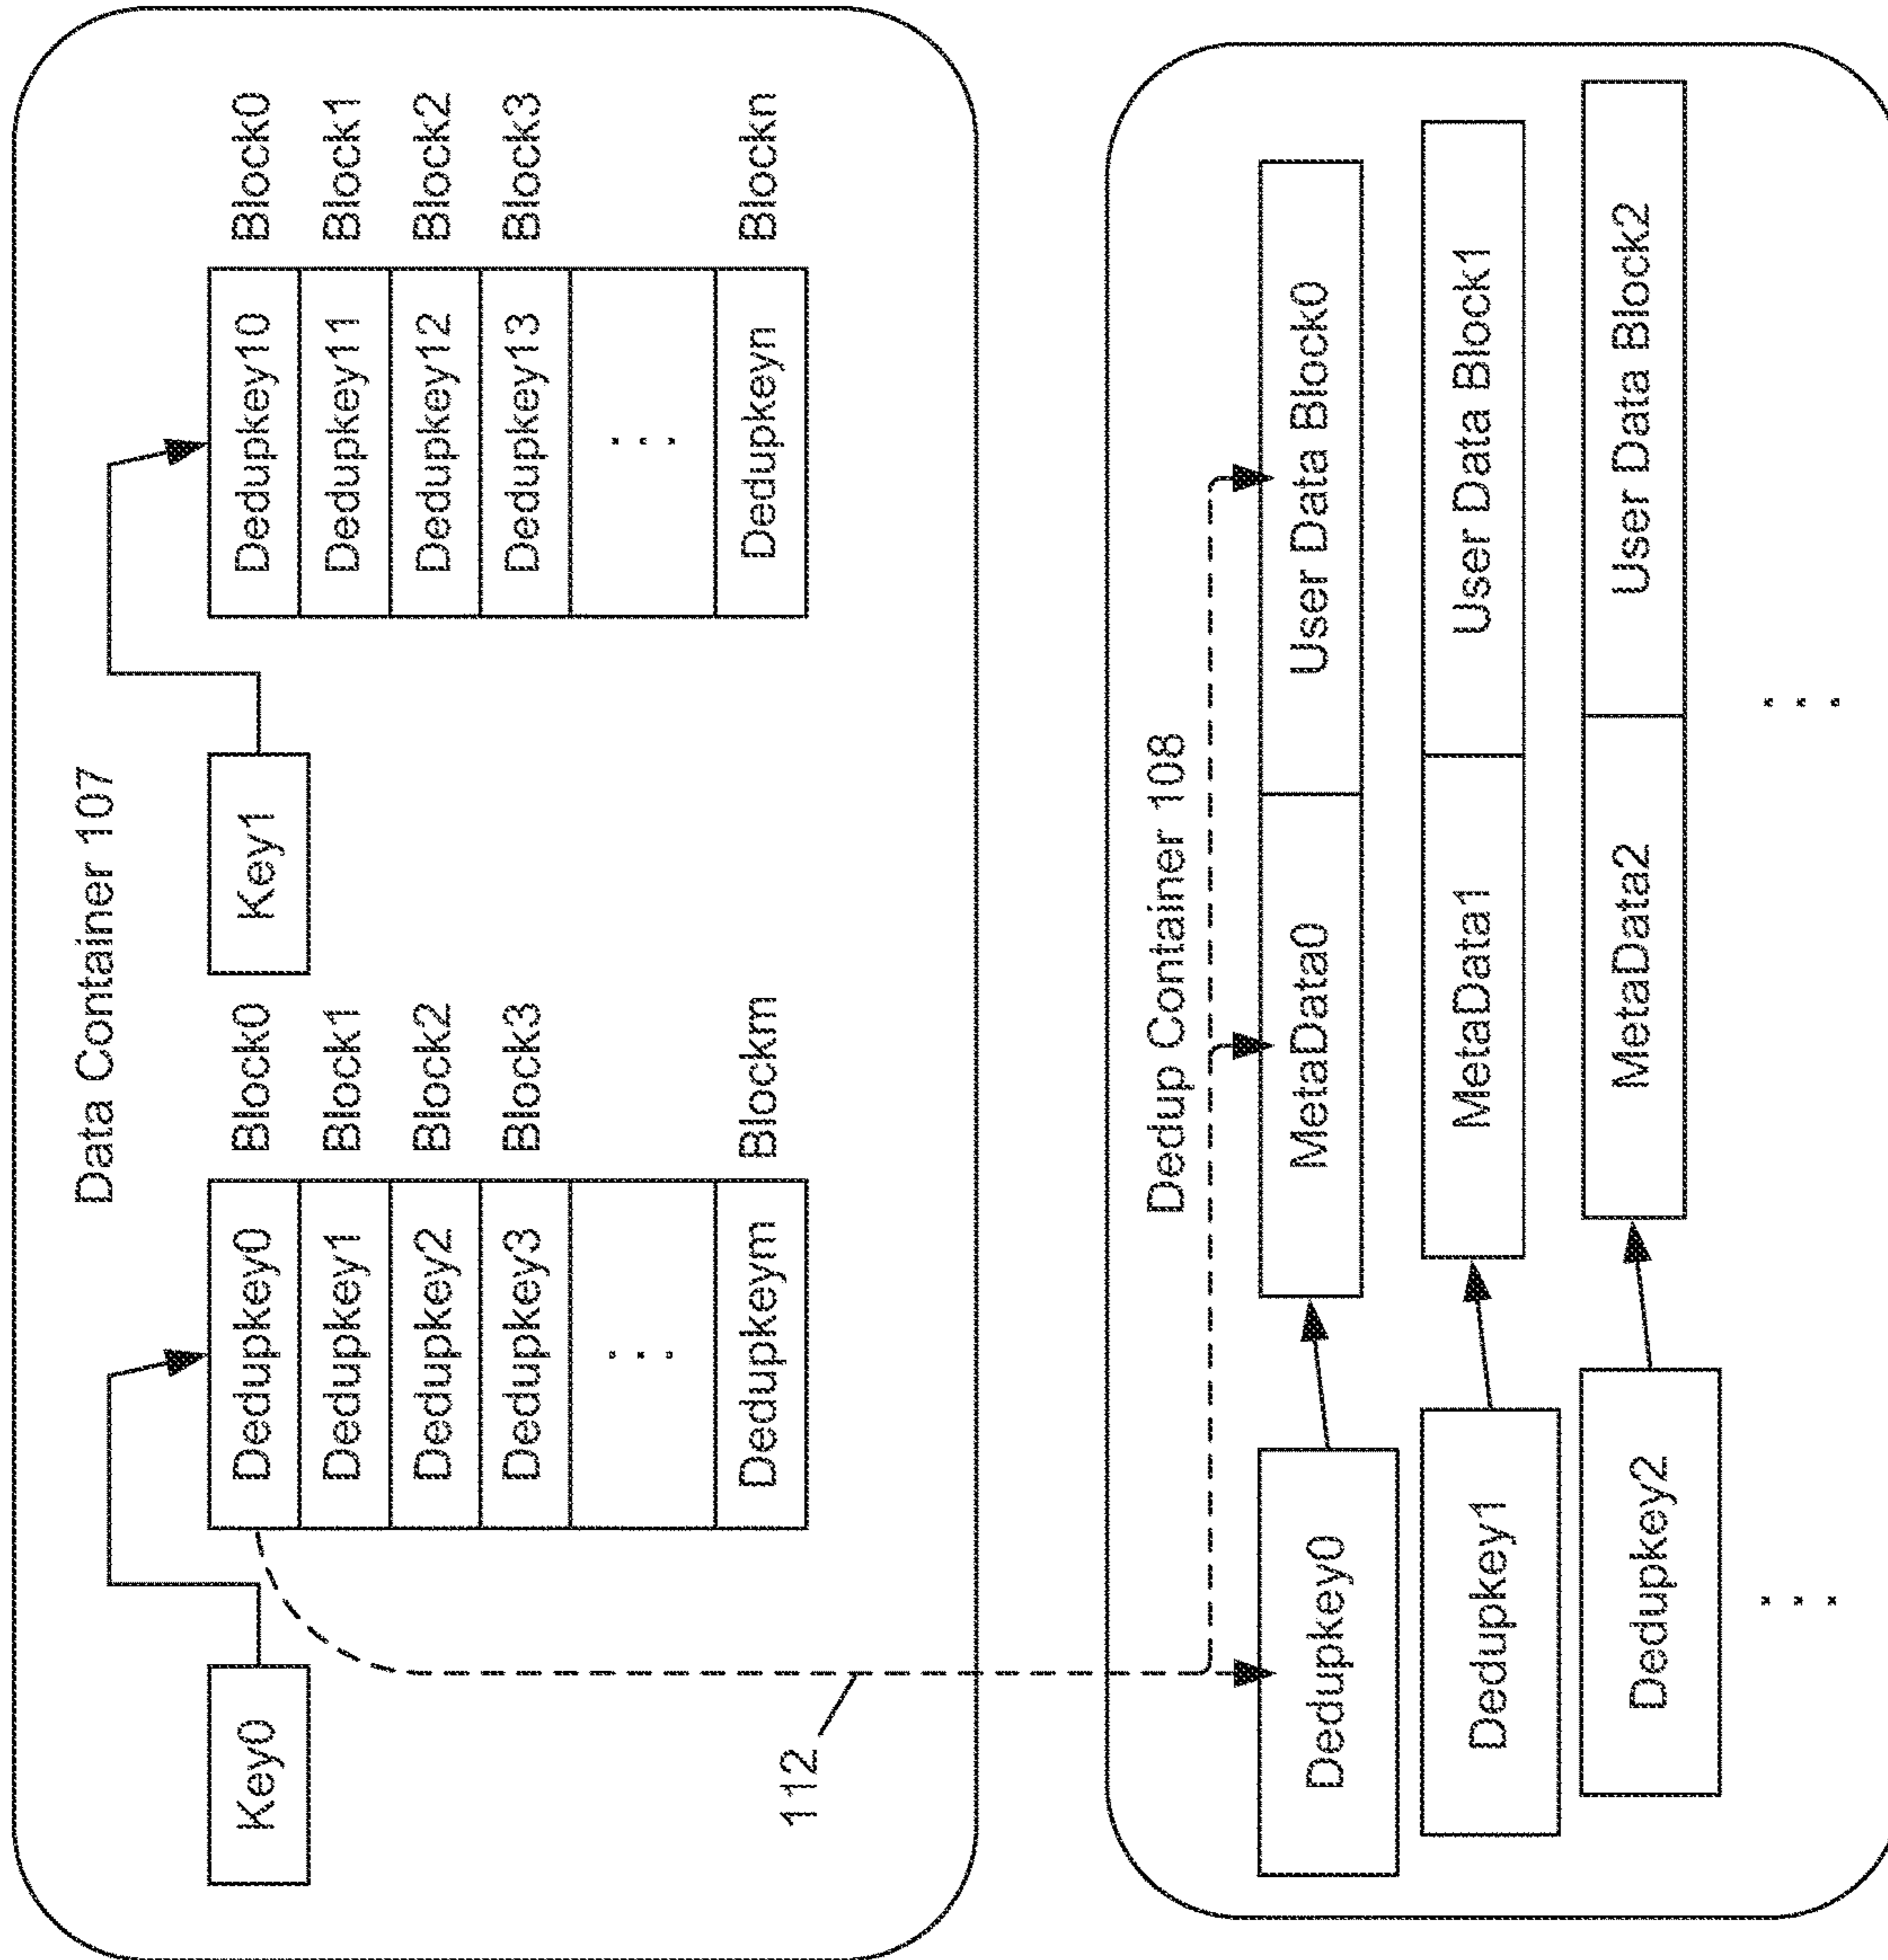 Data Container 107
Key0
Dedupkey0 Block0
Dedupkey1 Block1
Dedupkey2 Block2
Dedupkey3 Block3
...
Dedupkeym Blockm
Key1
Dedupkey10 Block0
Dedupkey11 Block1
Dedupkey12 Block2
Dedupkey13 Block3
...
Dedupkeyn Blockn
112
Dedup Container 108
Dedupkey0 MetaData0 User Data Block0
Dedupkey1 MetaData1 User Data Block1
Dedupkey2 MetaData2 User Data Block2
... ...